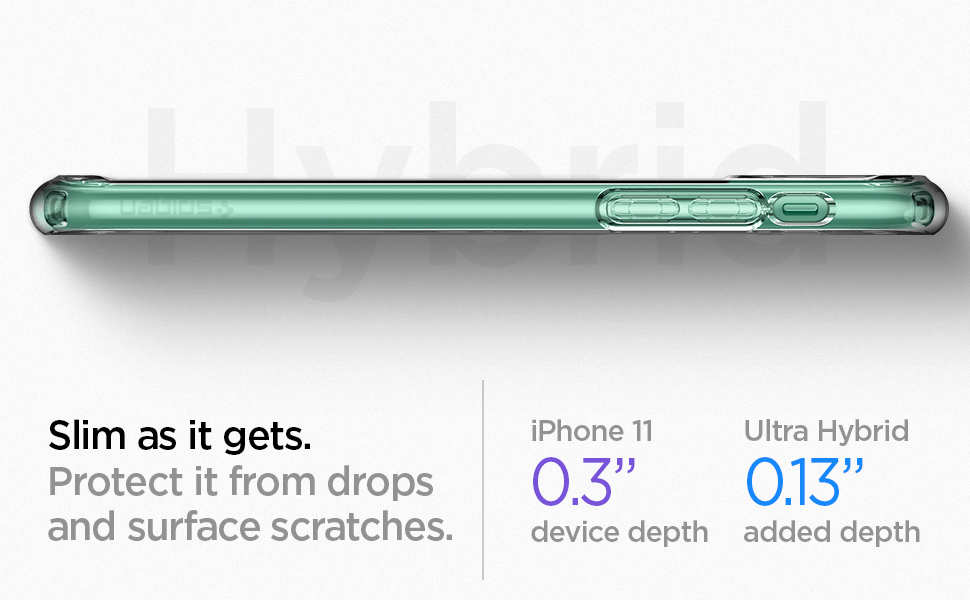 Hybrid
spigen
Slim as it gets.
Protect it from drops
and surface scratches.
iPhone 11
0.3”
device depth
Ultra Hybrid
0.13”
added depth